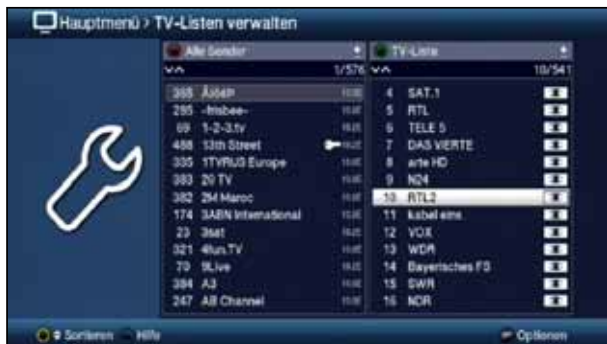 Hauptmenü > TV-Listen verwalten
Alle Sender
TV-Liste
1/576
10/541
295 -frisbee-
69 1-2-3.tv
488 13th Street
335 1TVRUS Europe
383 20 TV
382 2M Maroc
174 3ABN International
23 3sat
321 4fun.TV
79 9Live
384 A3
247 AB Channel
4 SAT.1
5 RTL
6 TELE 5
7 DAS VIERTE
8 arte HD
9 N24
10 RTL2
11 kabel eins
12 VOX
13 WDR
14 Bayerisches FS
15 SWR
16 NDR
Sortieren
Hilfe
Optionen